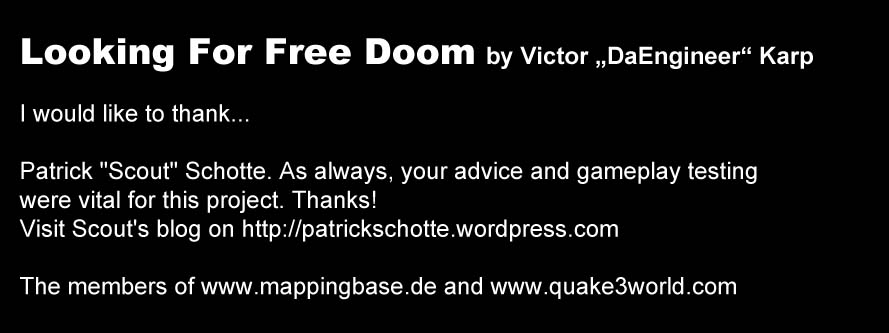 Looking For Free Doom by Victor „DaEngineer“ Karp
I would like to thank...
Patrick "Scout" Schotte. As always, your advice and gameplay testing
were vital for this project. Thanks!
Visit Scout's blog on http://patrickschotte.wordpress.com
The members of www.mappingbase.de and www.quake3world.com